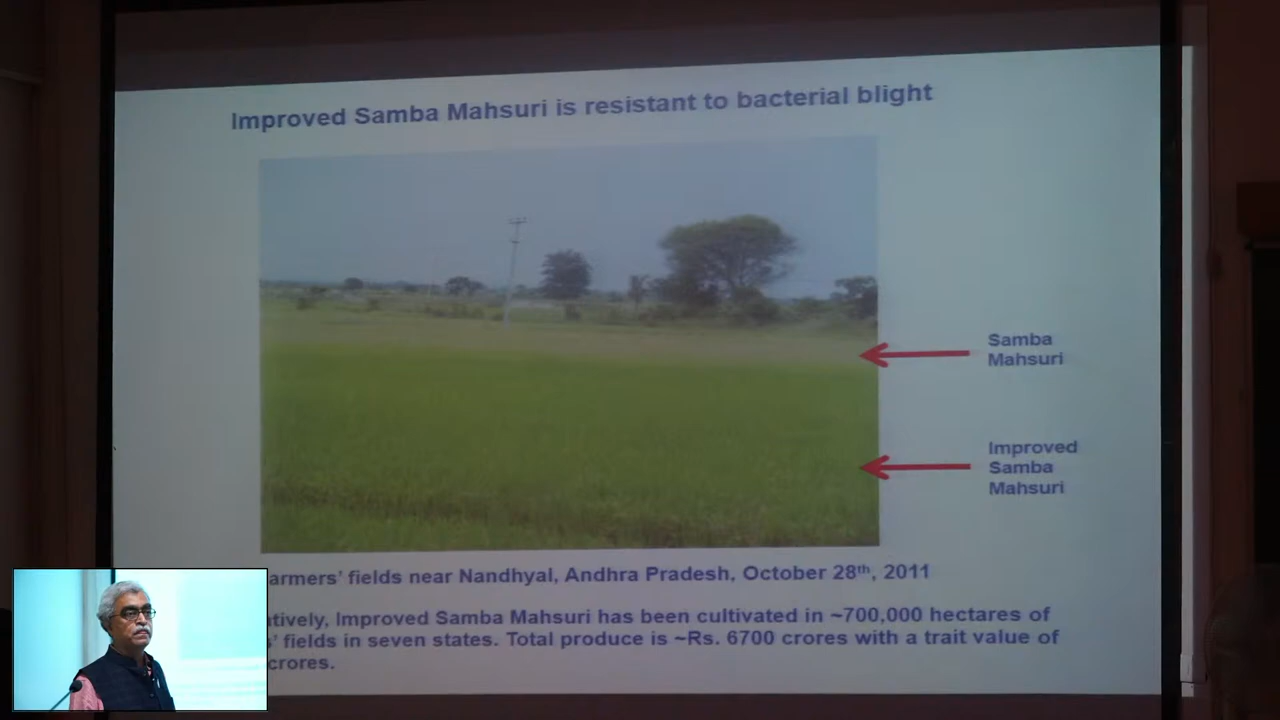 Improved Samba Mahsuri is resistant to bacterial blight
Samba
Mahsuri
Improved
Samba
Mahsuri
armers’ fields near Nandhyal, Andhra Pradesh, October 28th, 2011
atively, Improved Samba Mahsuri has been cultivated in ~700,000 hectares of
s’ fields in seven states. Total produce is ~Rs. 6700 crores with a trait value of
crores.